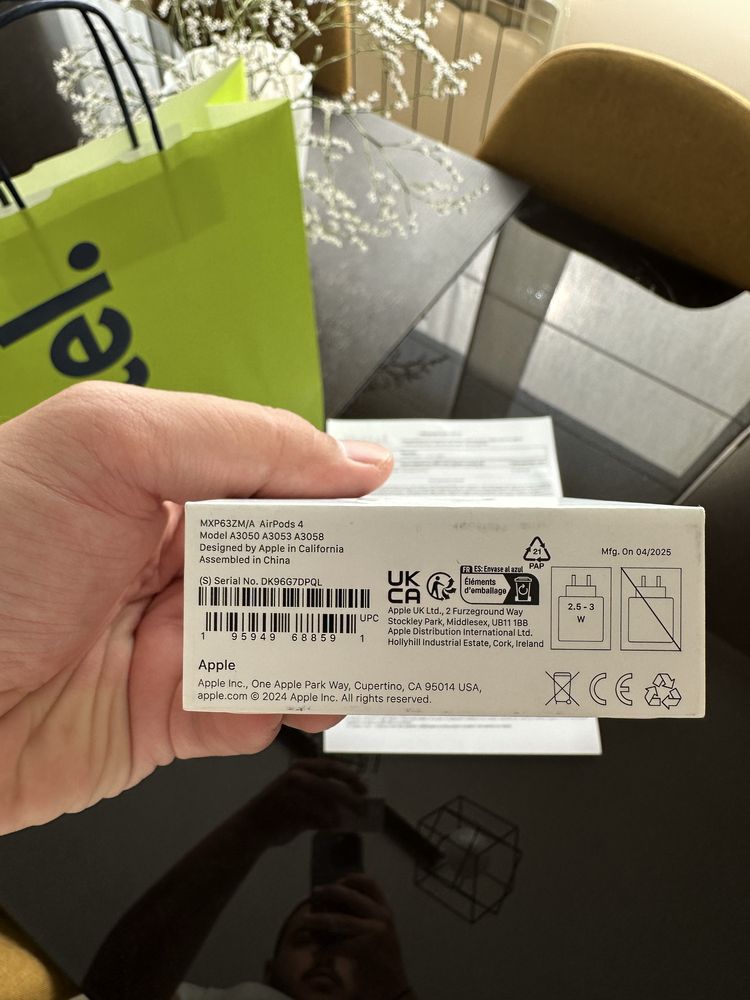 el.
MXP63ZM/A AirPods 4
Model A3050 A3053 A3058
Designed by Apple in California
Assembled in China
(S) Serial No. DK96G7DPQL
UPC
1 95949 68859 1
Apple
Apple Inc., One Apple Park Way, Cupertino, CA 95014 USA,
apple.com © 2024 Apple Inc. All rights reserved.
UK
CA
FR ES: Envase al azul
Éléments
d'emballage
21
PAP
Apple UK Ltd., 2 Furzeground Way
Stockley Park, Middlesex, UB11 1BB
Apple Distribution International Ltd.
Hollyhill Industrial Estate, Cork, Ireland
Mfg. On 04/2025
2.5 - 3
W
CE